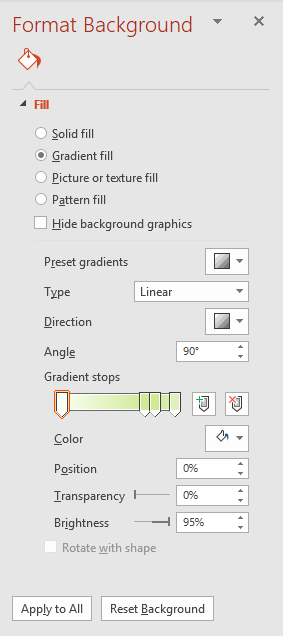 Format Background
Fill
Solid fill
Gradient fill
Picture or texture fill
Pattern fill
Hide background graphics
Preset gradients
Type Linear
Direction
Angle 90°
Gradient stops
Color
Position 0%
Transparency 0%
Brightness 95%
Rotate with shape
Apply to All Reset Background